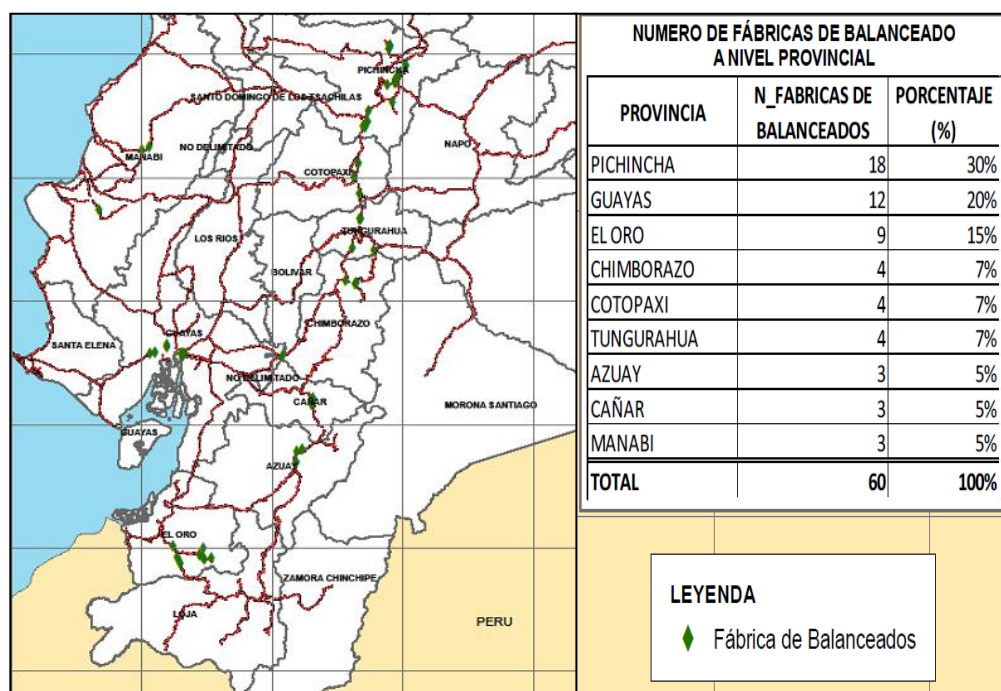 PICHINCHA
SANTO DOMINGO DE LOS TSACHILAS
NAPO
NO DELIMITADO
MANABI
COTOPAXI
TUNGURAHUA
LOS RIOS
BOLIVAR
CHIMBORAZO
GUAYAS
SANTA ELENA
NO DELIMITADO
CAÑAR
MORONA SANTIAGO
GUAYAS
AZUAY
EL ORO
ZAMORA CHINCHIPE
LOJA
PERU
NUMERO DE FÁBRICAS DE BALANCEADO
A NIVEL PROVINCIAL
PROVINCIA N_FABRICAS DE BALANCEADOS PORCENTAJE (%)
PICHINCHA 18 30%
GUAYAS 12 20%
EL ORO 9 15%
CHIMBORAZO 4 7%
COTOPAXI 4 7%
TUNGURAHUA 4 7%
AZUAY 3 5%
CAÑAR 3 5%
MANABI 3 5%
TOTAL 60 100%
LEYENDA
Fábrica de Balanceados